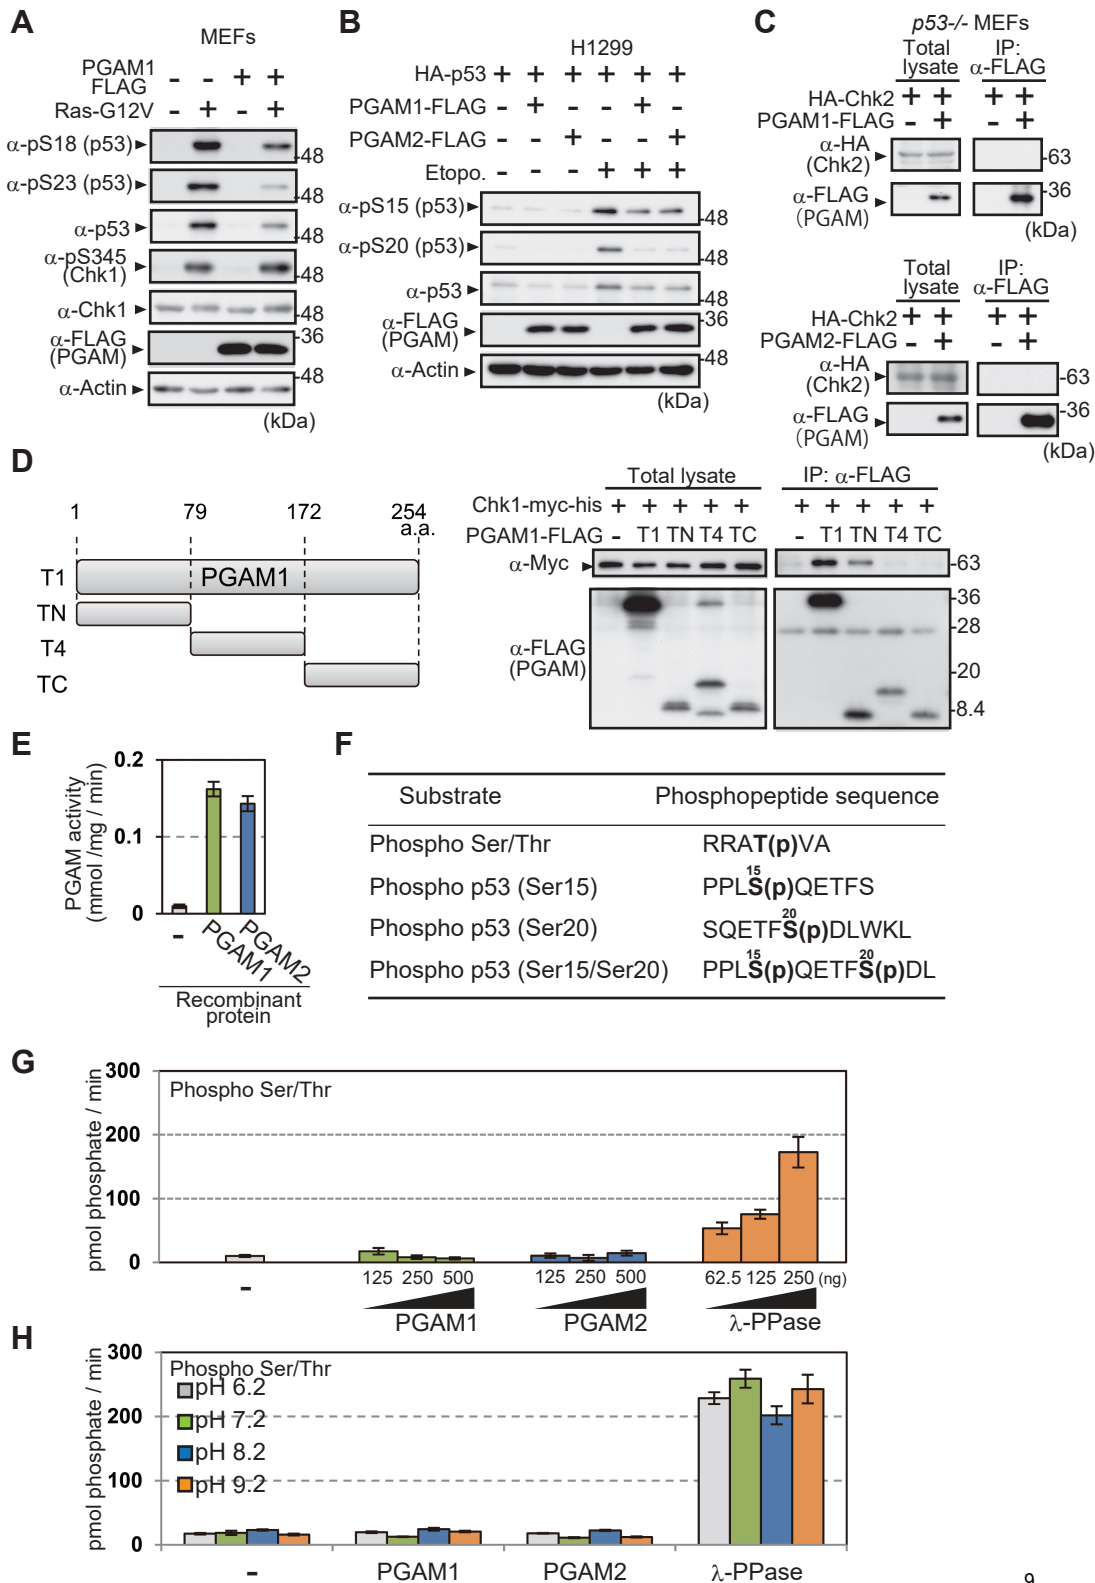 A
MEFs
PGAM1
FLAG - - + +
Ras-G12V - + - +
α-pS18 (p53) -48
α-pS23 (p53) -48
α-p53 -48
α-pS345
(Chk1) -48
α-Chk1 -48
α-FLAG
(PGAM) -36
α-Actin -48
(kDa)
B
H1299
HA-p53 + + + + + +
PGAM1-FLAG - + - - + -
PGAM2-FLAG - - + - - +
Etopo. - - - + + +
α-pS15 (p53) -48
α-pS20 (p53)
α-p53 -48
α-FLAG
(PGAM) -36
α-Actin -48
(kDa)
C
p53-/- MEFs
Total
lysate
IP:
α-FLAG
HA-Chk2 + + + +
PGAM1-FLAG - + - +
α-HA
(Chk2) -63
α-FLAG
(PGAM) -36
(kDa)
Total
lysate
IP:
α-FLAG
HA-Chk2 + + + +
PGAM2-FLAG - + - +
α-HA
(Chk2) -63
α-FLAG
(PGAM) -36
(kDa)
D
1 79 172 254
a.a.
T1 PGAM1
TN
T4
TC
Total lysate IP: α-FLAG
Chk1-myc-his + + + + + + + + + +
PGAM1-FLAG - T1 TN T4 TC - T1 TN T4 TC
α-Myc -63
α-FLAG
(PGAM)
-36
-28
-20
-8.4
E
PGAM activity
(mmol /mg / min)
0.2
0.1
0
- PGAM1 PGAM2
Recombinant
protein
F
Substrate Phosphopeptide sequence
Phospho Ser/Thr RRAT(p)VA
15
Phospho p53 (Ser15) PPLS(p)QETFS
20
Phospho p53 (Ser20) SQETFS(p)DLWKL
15 20
Phospho p53 (Ser15/Ser20) PPLS(p)QETFS(p)DL
G
pmol phosphate / min
300
Phospho Ser/Thr
200
100
0
- 125 250 500 125 250 500 62.5 125 250 (ng)
PGAM1 PGAM2 λ-PPase
H
pmol phosphate / min
300
Phospho Ser/Thr
pH 6.2
200
pH 7.2
pH 8.2
100
pH 9.2
0
- PGAM1 PGAM2 λ-PPase
9